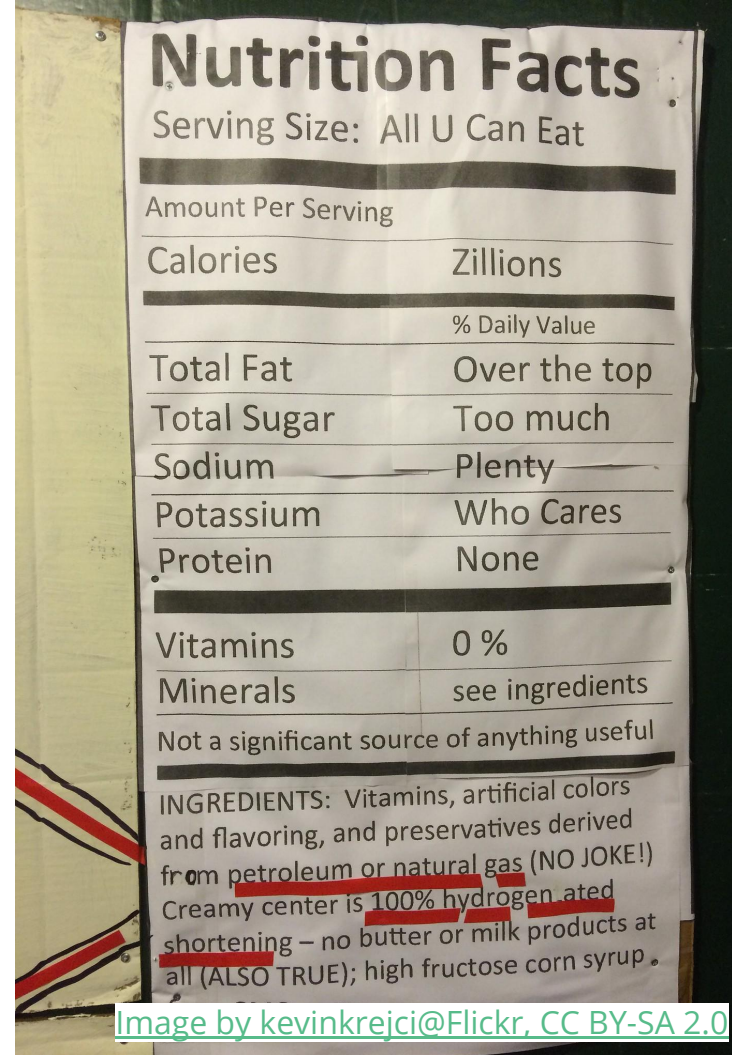 Nutrition Facts
Serving Size: All U Can Eat
Amount Per Serving
Calories Zillions
% Daily Value
Total Fat Over the top
Total Sugar Too much
Sodium Plenty
Potassium Who Cares
Protein None
Vitamins 0 %
Minerals see ingredients
Not a significant source of anything useful
INGREDIENTS: Vitamins, artificial colors
and flavoring, and preservatives derived
from petroleum or natural gas (NO JOKE!)
Creamy center is 100% hydrogen ated
shortening – no butter or milk products at
all (ALSO TRUE); high fructose corn syrup
Image by kevinkrejci@Flickr, CC BY-SA 2.0